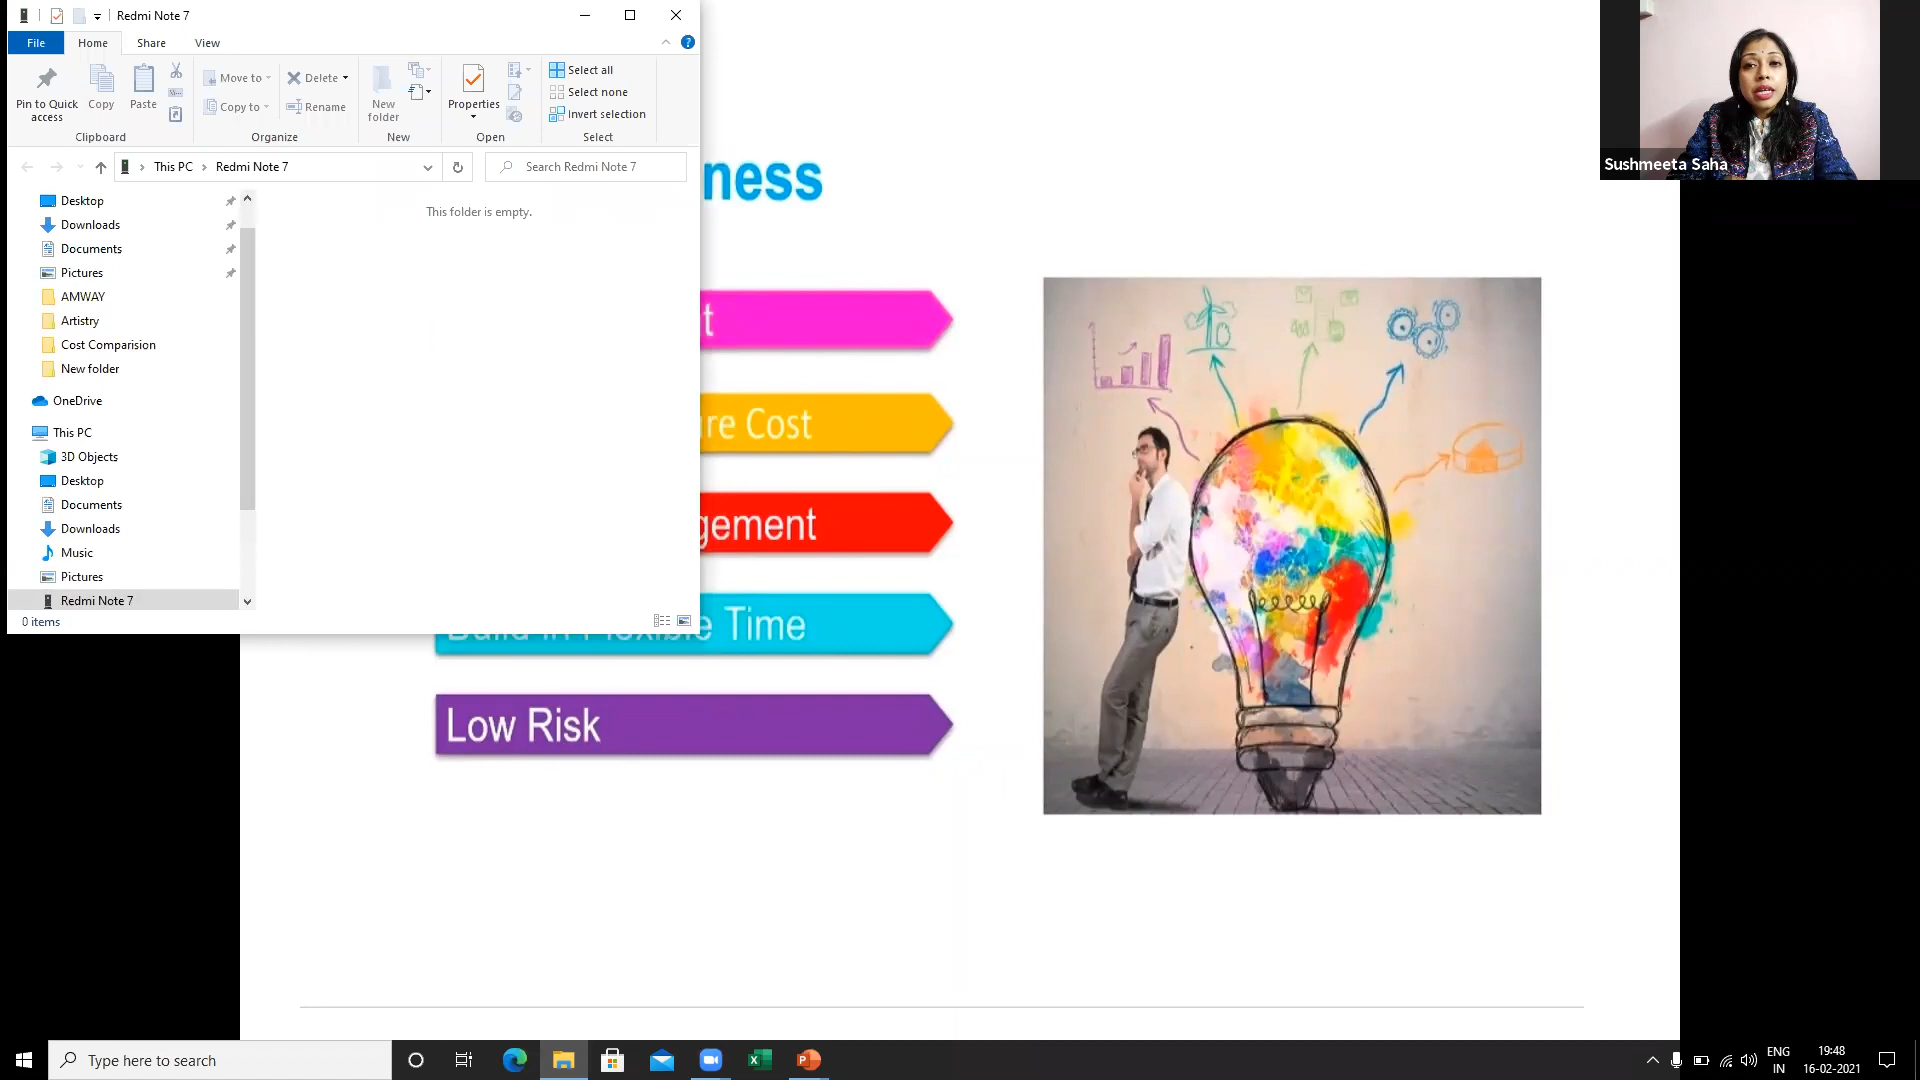 Redmi Note 7
File Home Share View
Pin to Quick access
Copy
Paste
Clipboard
Move to
Copy to
Delete
Rename
Organize
New folder
New
Properties
Open
Select all
Select none
Invert selection
Select
This PC > Redmi Note 7
Search Redmi Note 7
Desktop
Downloads
Documents
Pictures
AMWAY
Artistry
Cost Comparision
New folder
OneDrive
This PC
3D Objects
Desktop
Documents
Downloads
Music
Pictures
Redmi Note 7
This folder is empty.
0 items
ness
t
re Cost
gement
Build in Flexible Time
Low Risk
Sushmeeta Saha
Type here to search
ENG
IN
19:48
16-02-2021